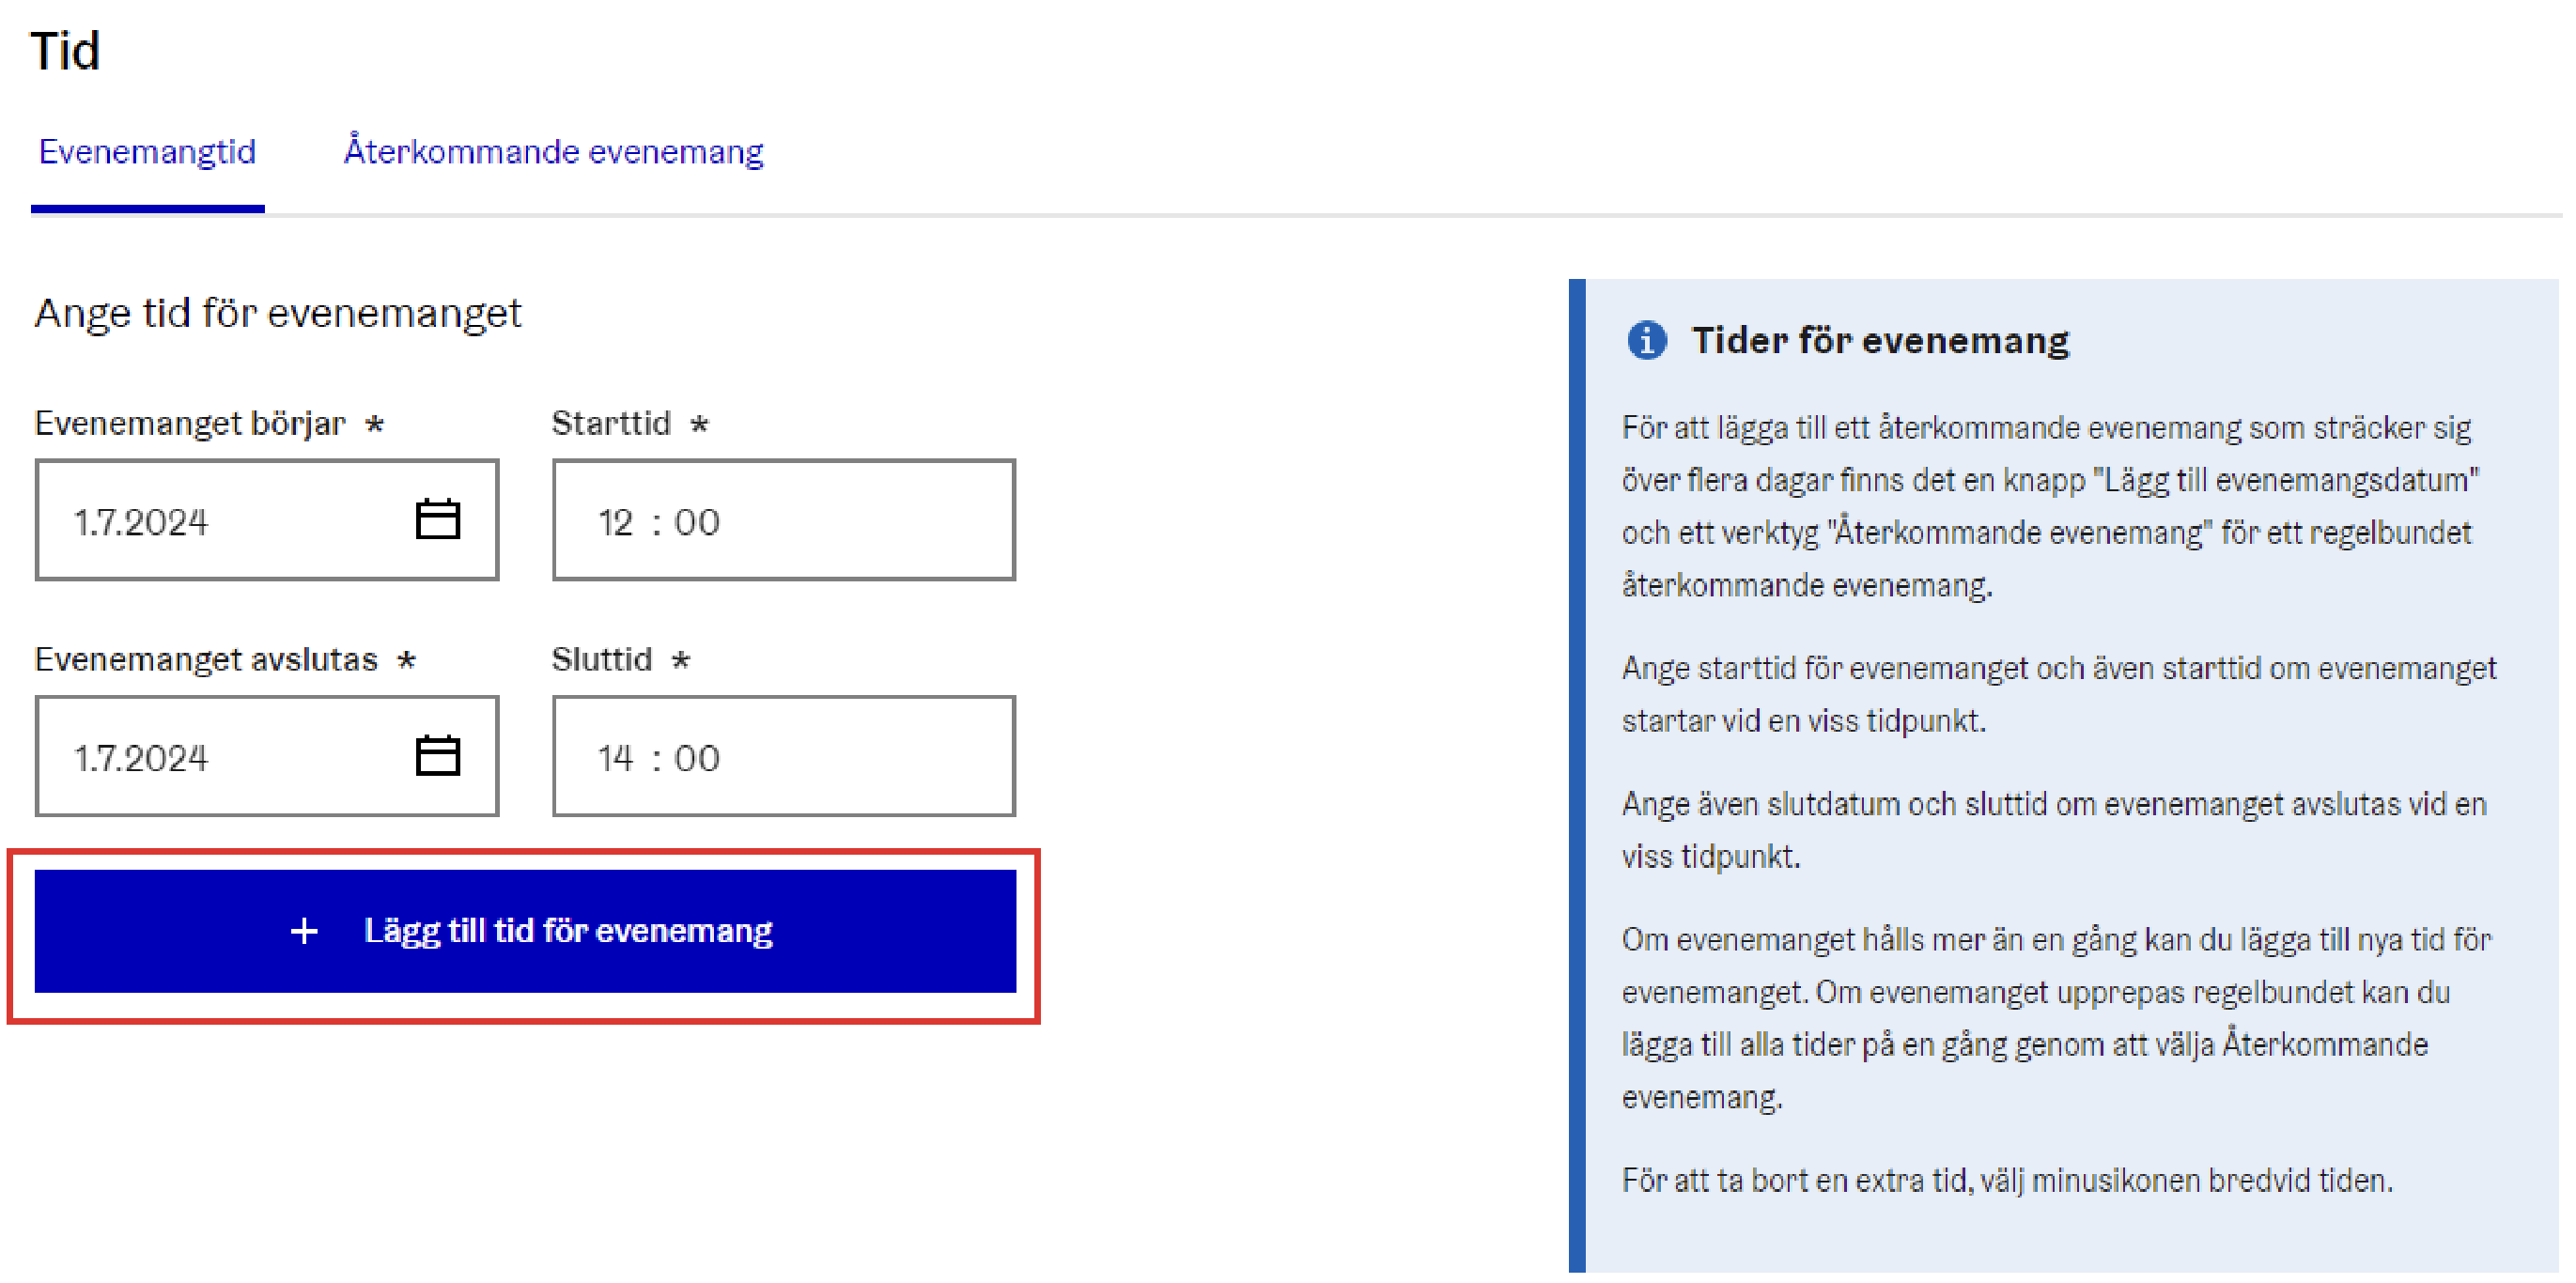 Tid
Evenemangtid
Återkommande evenemang
Ange tid för evenemanget
Evenemanget börjar *
Starttid *
1.7.2024
12 : 00
Evenemanget avslutas *
Sluttid *
1.7.2024
14 : 00
+ Lägg till tid för evenemang
Tider för evenemang
För att lägga till ett återkommande evenemang som sträcker sig
över flera dagar finns det en knapp "Lägg till evenemangsdatum"
och ett verktyg "Återkommande evenemang" för ett regelbundet
återkommande evenemang.
Ange starttid för evenemanget och även starttid om evenemanget
startar vid en viss tidpunkt.
Ange även slutdatum och sluttid om evenemanget avslutas vid en
viss tidpunkt.
Om evenemanget hålls mer än en gång kan du lägga till nya tid för
evenemanget. Om evenemanget upprepas regelbundet kan du
lägga till alla tider på en gång genom att välja Återkommande
evenemang.
För att ta bort en extra tid, välj minusikonen bredvid tiden.